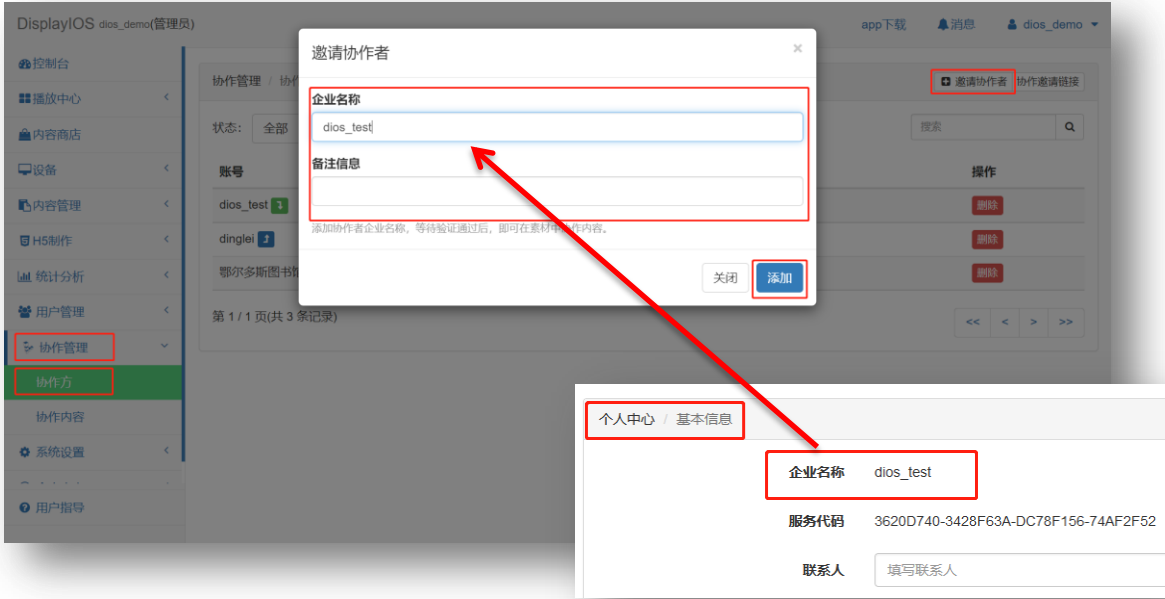 DisplayIOS dios_demo(管理员)
app下载
消息
dios_demo
控制台
播放中心
内容商店
设备
内容管理
H5制作
统计分析
用户管理
协作管理
协作方
协作内容
系统设置
用户指导
协作管理 / 协作
邀请协作者
协作邀请链接
状态:
全部
搜索
账号
操作
dios_test
删除
dinglei
删除
鄂尔多斯图书馆
删除
第 1 / 1 页(共 3 条记录)
<< < > >>
邀请协作者
×
企业名称
dios_test
备注信息
添加协作者企业名称，等待验证通过后，即可在素材中协作内容。
关闭
添加
个人中心 / 基本信息
企业名称 dios_test
服务代码 3620D740-3428F63A-DC78F156-74AF2F52
联系人 填写联系人